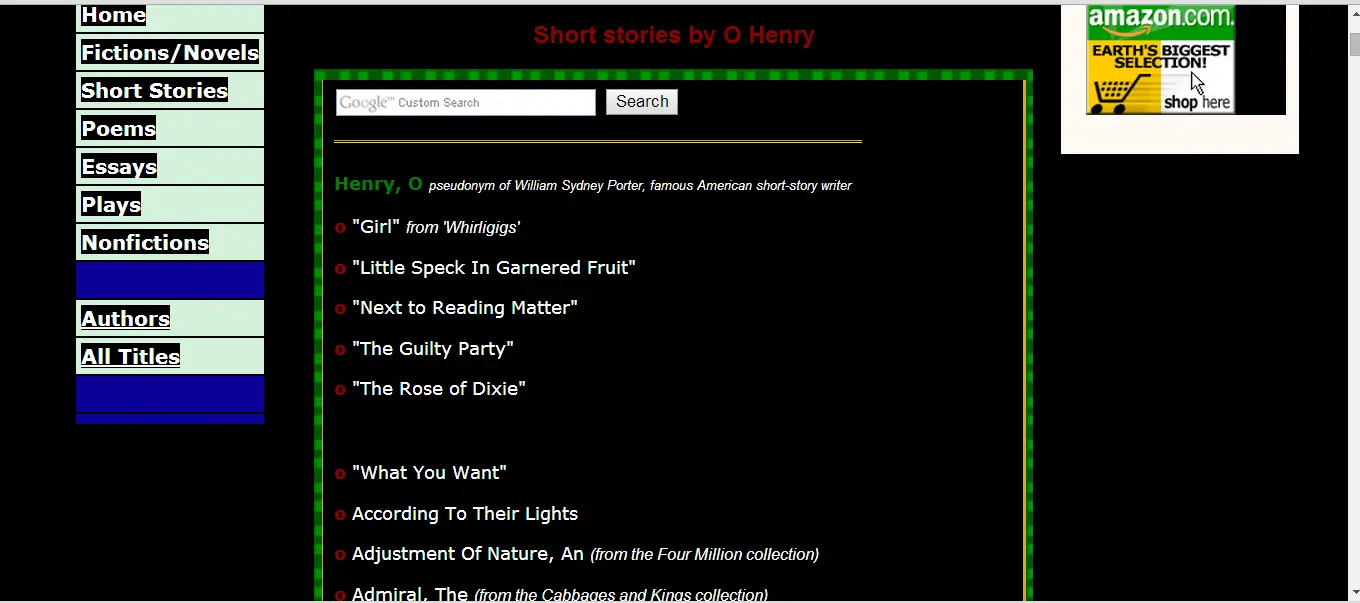 Home
Fictions/Novels
Short Stories
Poems
Essays
Plays
Nonfictions
Authors
All Titles
Short stories by O Henry
Google™ Custom Search
Search
Henry, O pseudonym of William Sydney Porter, famous American short-story writer
o "Girl" from 'Whirligigs'
o "Little Speck In Garnered Fruit"
o "Next to Reading Matter"
o "The Guilty Party"
o "The Rose of Dixie"
o "What You Want"
o According To Their Lights
o Adjustment Of Nature, An (from the Four Million collection)
o Admiral, The (from the Cabbages and Kings collection)
amazon.com.
EARTH'S BIGGEST
SELECTION!
shop here